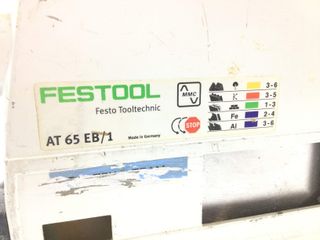 FESTOOL
Festo Tooltechnic
AT 65 EB/1
Made in Germany
MMC
STOP
3-6
3-5
1-3
Fe 2-4
Al 3-6